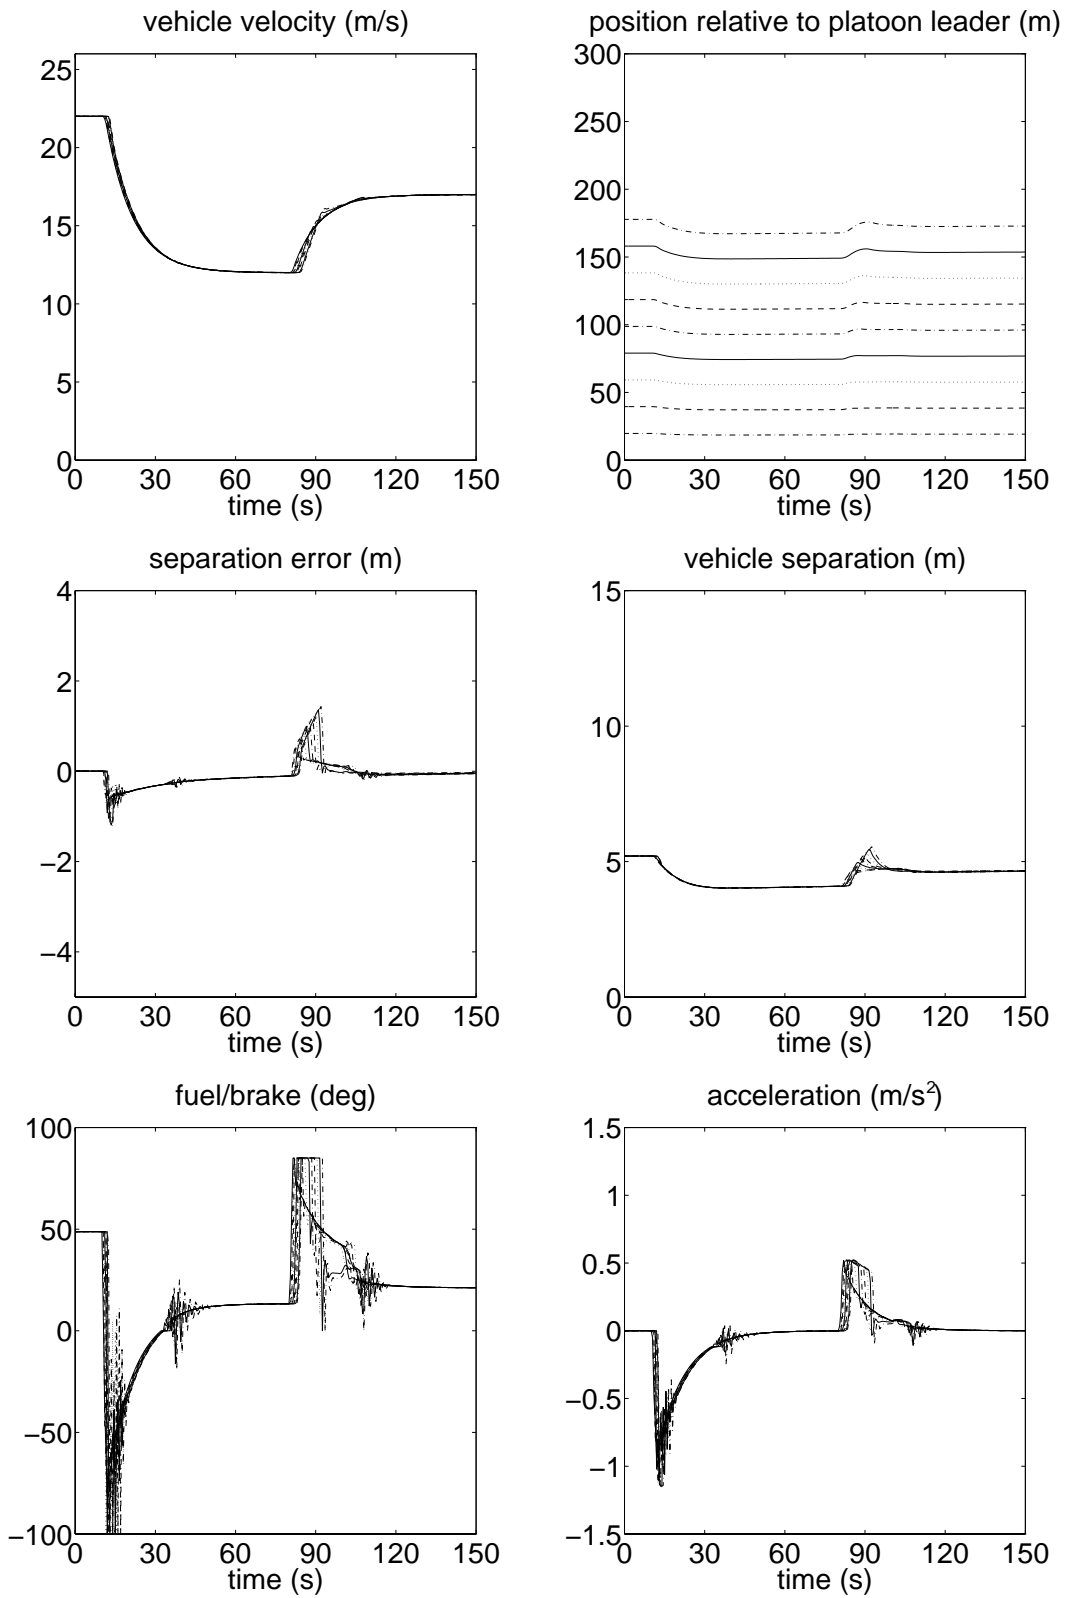 vehicle velocity (m/s)
25
20
15
10
5
0
0 30 60 90 120 150
time (s)
position relative to platoon leader (m)
300
250
200
150
100
50
0
0 30 60 90 120 150
time (s)
separation error (m)
4
2
0
−2
−4
0 30 60 90 120 150
time (s)
vehicle separation (m)
15
10
5
0
0 30 60 90 120 150
time (s)
fuel/brake (deg)
100
50
0
−50
−100
0 30 60 90 120 150
time (s)
acceleration (m/s²)
1.5
1
0.5
0
−0.5
−1
−1.5
0 30 60 90 120 150
time (s)